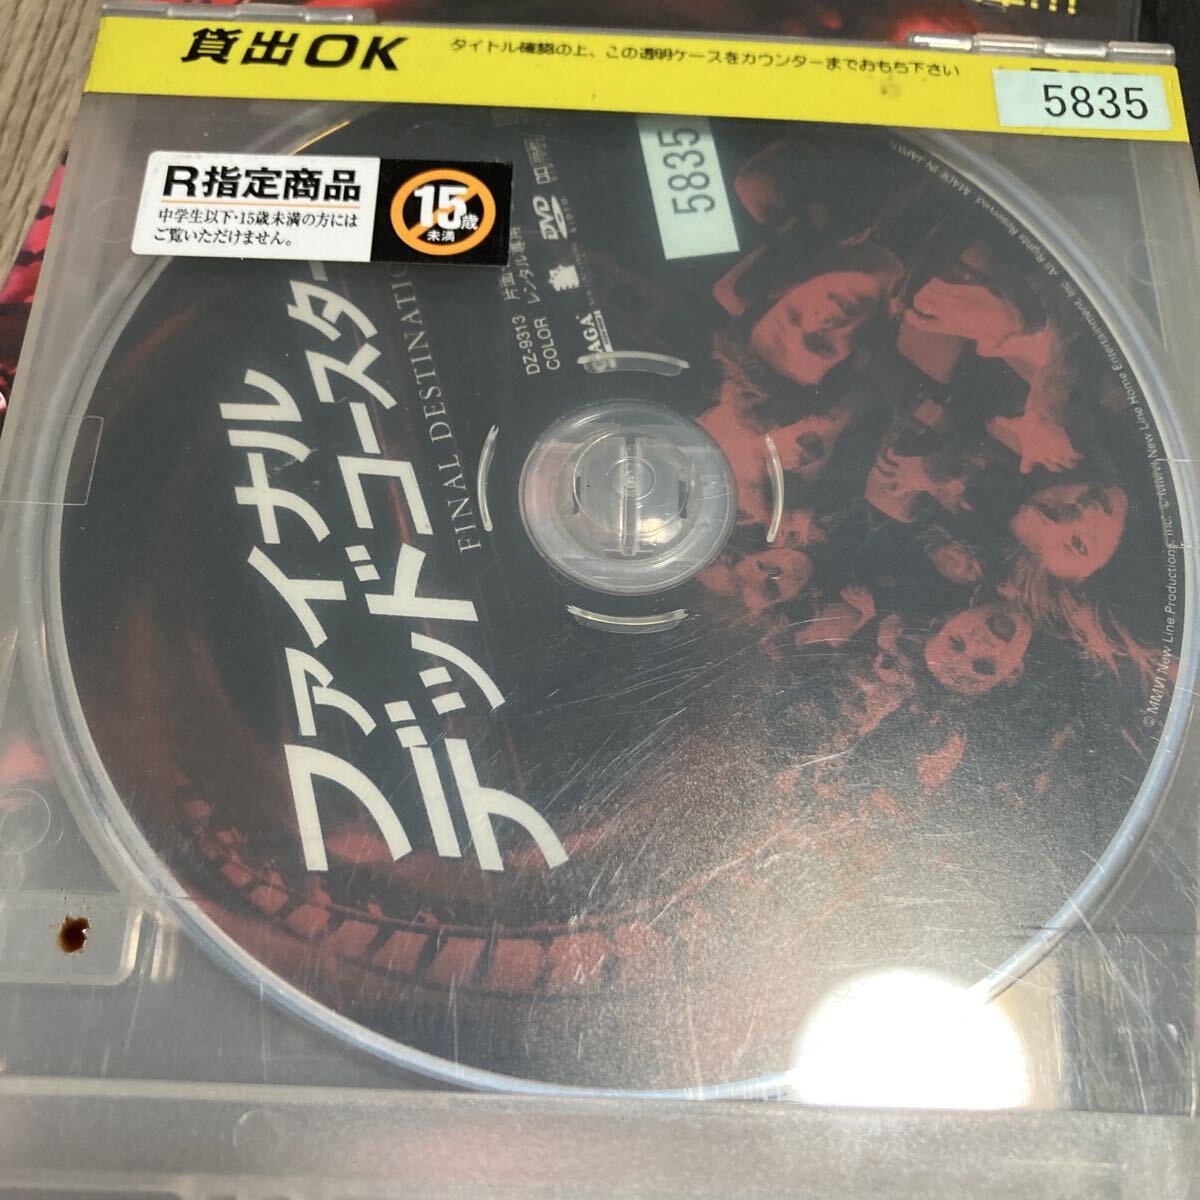 貸出OK
タイトル確認の上、この透明ケースをカウンターまでおもち下さい
5835
R指定商品
中学生以下・15歳未満の方には
ご覧いただけません。
15歳
未満
5835
ファイナル
デッドコースター
FINAL DESTINATIO
DZ-9313 片面
COLOR レンタル専用
DVD
VIDEO
AGA
MADE IN JAPAN
© MMVI New Line Productions, Inc. © MMVI New Line Home Entertainment, Inc. All Rights Reserved.